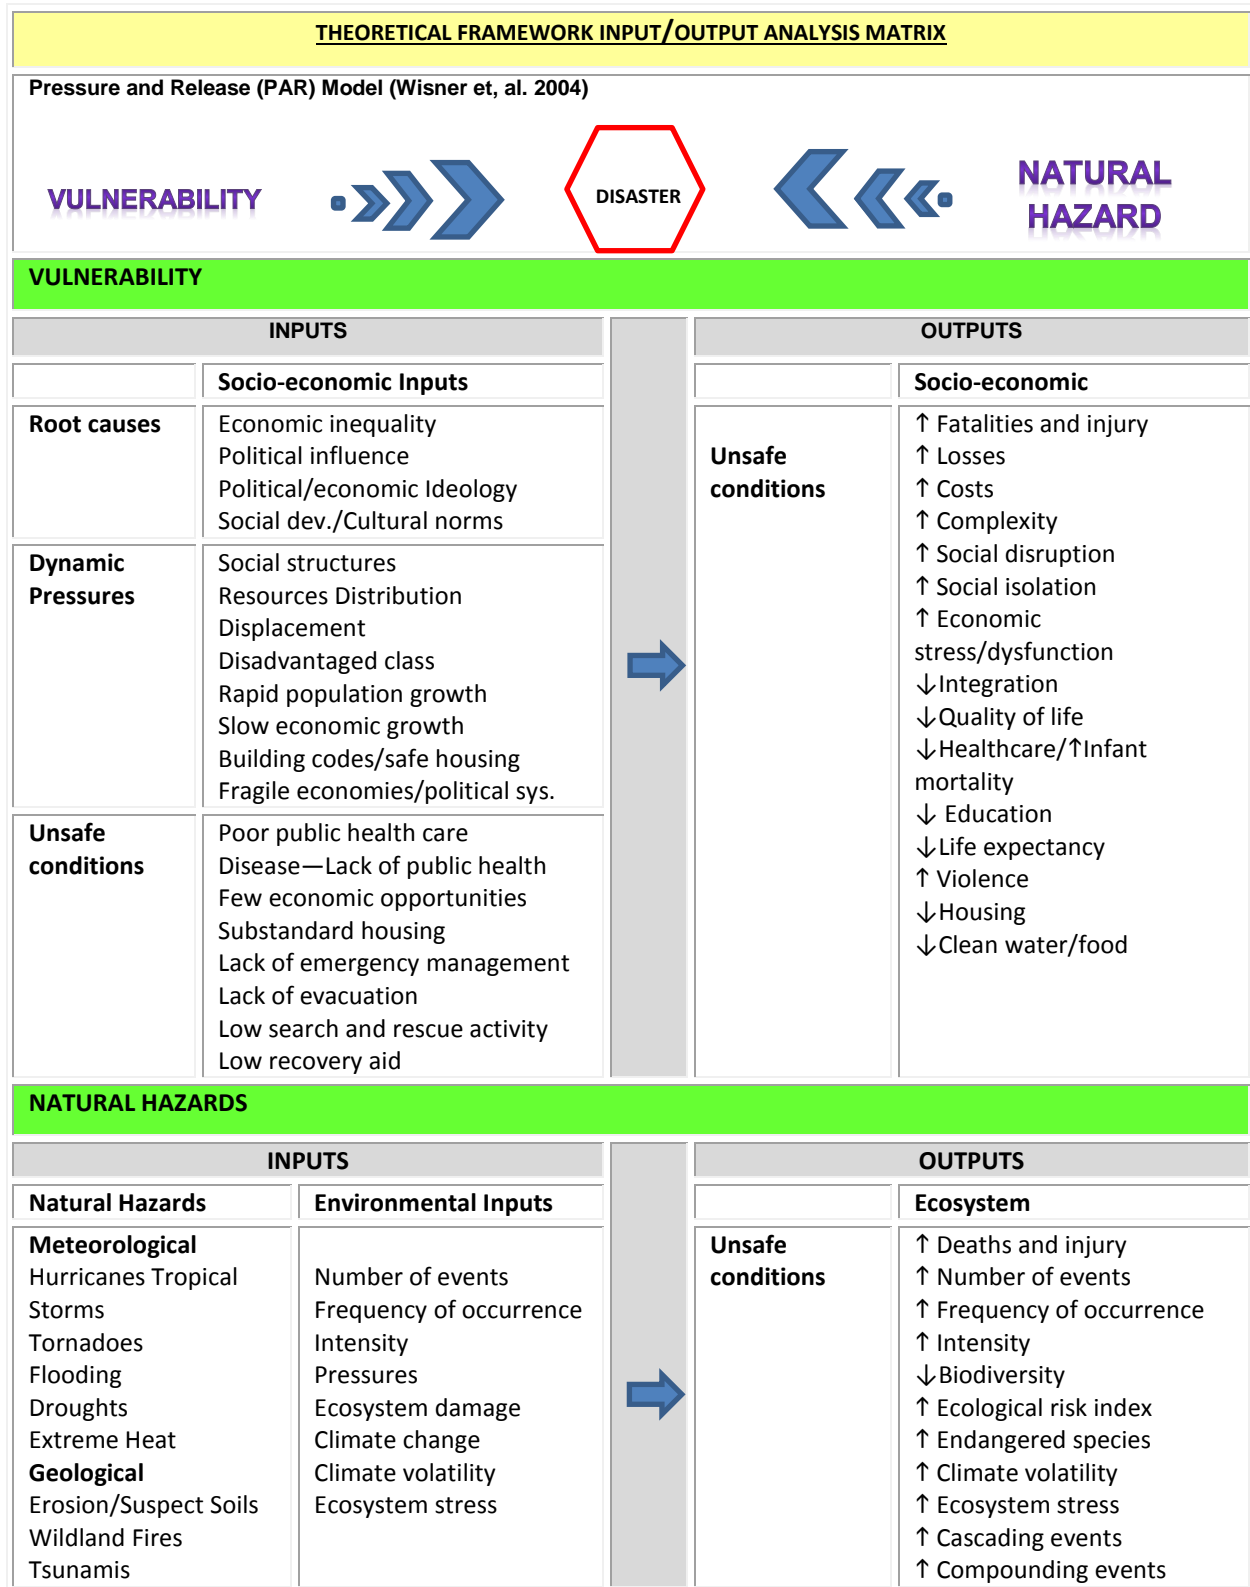 THEORETICAL FRAMEWORK INPUT/OUTPUT ANALYSIS MATRIX
Pressure and Release (PAR) Model (Wisner et, al. 2004)
VULNERABILITY
DISASTER
NATURAL
HAZARD
VULNERABILITY
INPUTS
OUTPUTS
Socio-economic Inputs
Socio-economic
Root causes
Economic inequality
Political influence
Political/economic Ideology
Social dev./Cultural norms
Dynamic
Pressures
Social structures
Resources Distribution
Displacement
Disadvantaged class
Rapid population growth
Slow economic growth
Building codes/safe housing
Fragile economies/political sys.
Unsafe
conditions
Poor public health care
Disease—Lack of public health
Few economic opportunities
Substandard housing
Lack of emergency management
Lack of evacuation
Low search and rescue activity
Low recovery aid
Unsafe
conditions
↑ Fatalities and injury
↑ Losses
↑ Costs
↑ Complexity
↑ Social disruption
↑ Social isolation
↑ Economic
stress/dysfunction
↓Integration
↓Quality of life
↓Healthcare/↑Infant
mortality
↓ Education
↓Life expectancy
↑ Violence
↓Housing
↓Clean water/food
NATURAL HAZARDS
INPUTS
OUTPUTS
Natural Hazards
Environmental Inputs
Ecosystem
Meteorological
Hurricanes Tropical
Storms
Tornadoes
Flooding
Droughts
Extreme Heat
Geological
Erosion/Suspect Soils
Wildland Fires
Tsunamis
Number of events
Frequency of occurrence
Intensity
Pressures
Ecosystem damage
Climate change
Climate volatility
Ecosystem stress
Unsafe
conditions
↑ Deaths and injury
↑ Number of events
↑ Frequency of occurrence
↑ Intensity
↓Biodiversity
↑ Ecological risk index
↑ Endangered species
↑ Climate volatility
↑ Ecosystem stress
↑ Cascading events
↑ Compounding events